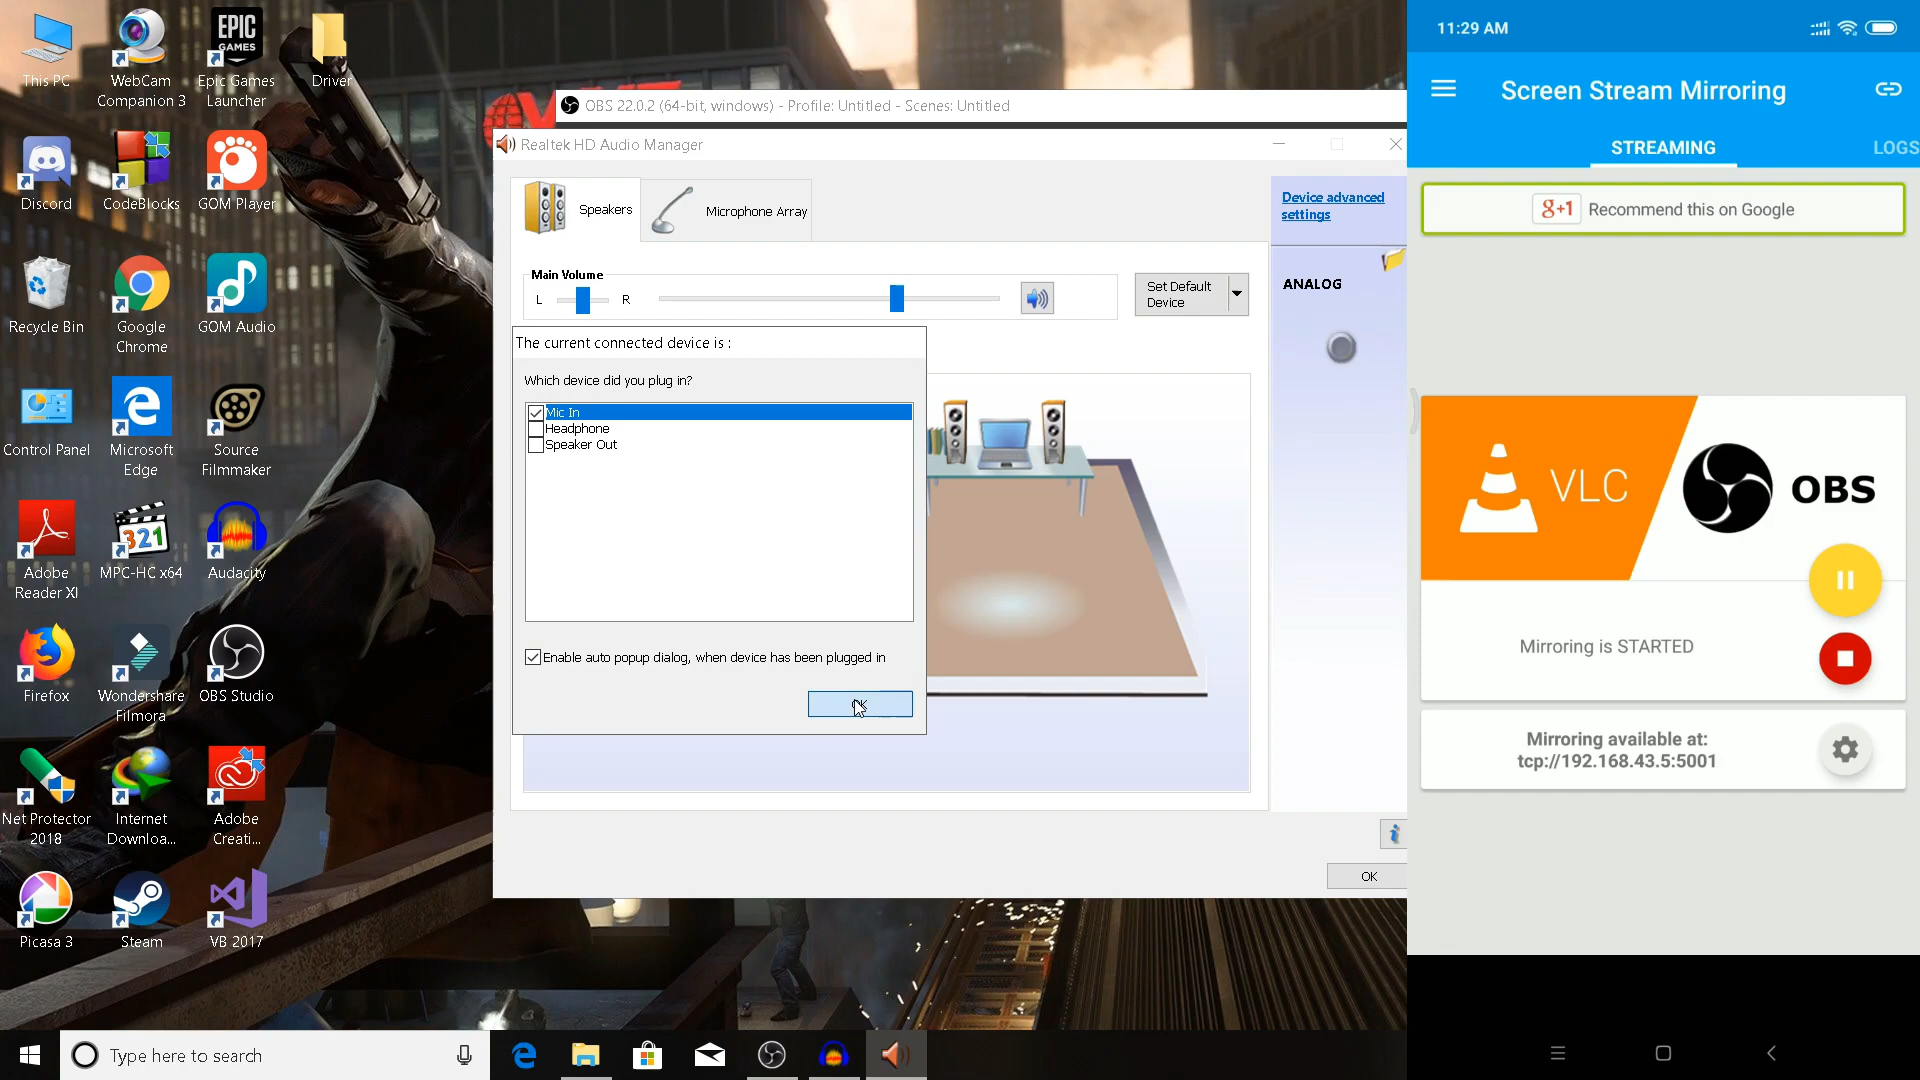 This PC
WebCam
Companion 3
EPIC
GAMES
Epic Games
Launcher
Driver
Discord
CodeBlocks
GOM Player
Recycle Bin
Google
Chrome
GOM Audio
Control Panel
Microsoft
Edge
Source
Filmmaker
Adobe
Reader XI
321
MPC-HC x64
Audacity
Firefox
Wondershare
Filmora
OBS Studio
Net Protector
2018
Internet
Downloa...
Adobe
Creati...
Picasa 3
Steam
VB 2017
OBS 22.0.2 (64-bit, windows) - Profile: Untitled - Scenes: Untitled
Realtek HD Audio Manager
Speakers
Microphone Array
Device advanced
settings
Main Volume
L
R
Set Default
Device
ANALOG
The current connected device is :
Which device did you plug in?
Mic In
Headphone
Speaker Out
Enable auto popup dialog, when device has been plugged in
OK
OK
Type here to search
11:29 AM
Screen Stream Mirroring
STREAMING
LOGS
g+1 Recommend this on Google
VLC
OBS
Mirroring is STARTED
Mirroring available at:
tcp://192.168.43.5:5001